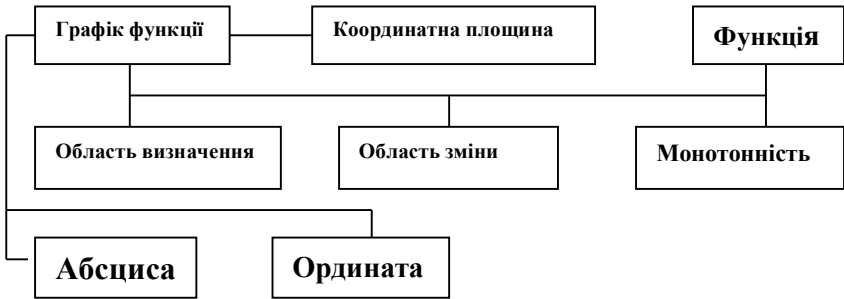 Графік функції
Координатна площина
Функція
Область визначення
Область зміни
Монотонність
Абсциса
Ордината